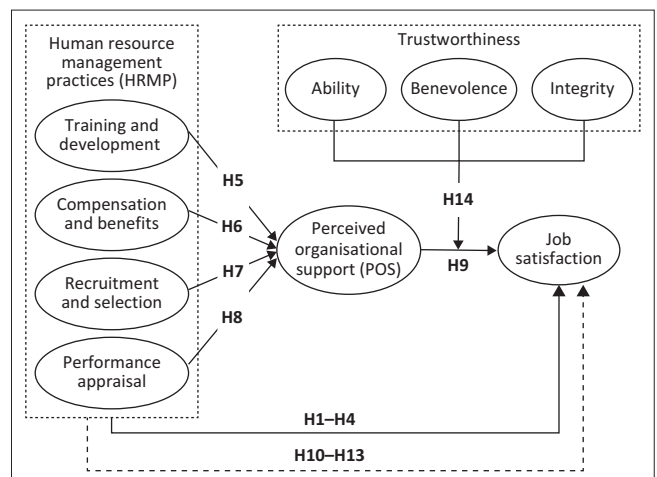 Human resource
management
practices (HRMP)
Training and
development
Compensation
and benefits
Recruitment
and selection
Performance
appraisal
H5
H6
H7
H8
Perceived
organisational
support (POS)
Trustworthiness
Ability
Benevolence
Integrity
H14
H9
Job
satisfaction
H1–H4
H10–H13